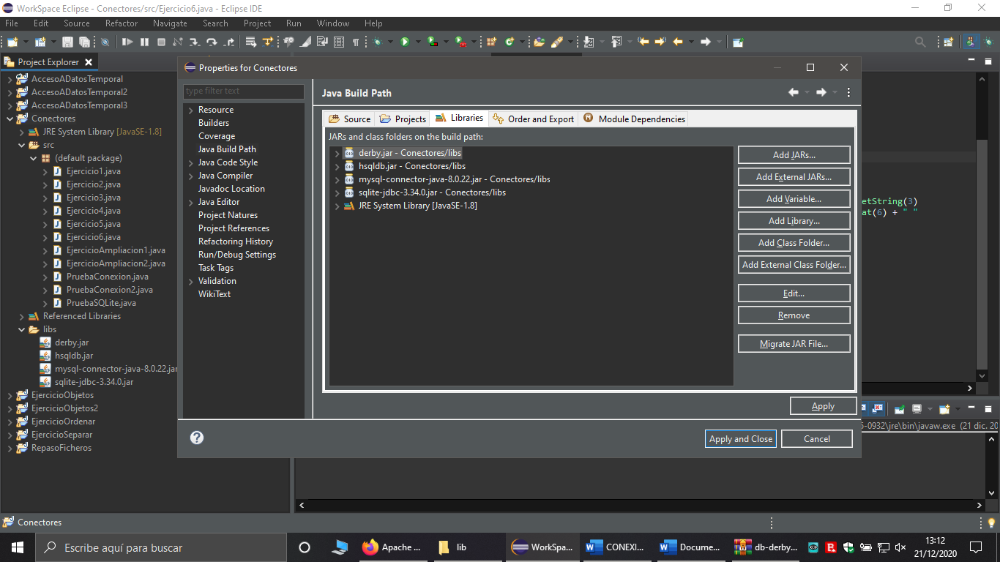 WorkSpace Eclipse - Conectores/src/Ejercicio6.java - Eclipse IDE
File Edit Source Refactor Navigate Search Project Run Window Help
Project Explorer
AccesoADatosTemporal
AccesoADatosTemporal2
AccesoADatosTemporal3
Conectores
JRE System Library [JavaSE-1.8]
src
(default package)
Ejercicio1.java
Ejercicio2.java
Ejercicio3.java
Ejercicio4.java
Ejercicio5.java
Ejercicio6.java
EjercicioAmpliacion1.java
EjercicioAmpliacion2.java
PruebaConexion.java
PruebaConexion2.java
PruebaSQLite.java
Referenced Libraries
libs
derby.jar
hsqldb.jar
mysql-connector-java-8.0.22.jar
sqlite-jdbc-3.34.0.jar
EjercicioObjetos
EjercicioObjetos2
EjercicioOrdenar
EjercicioSeparar
RepasoFicheros
Properties for Conectores
type filter text
Resource
Builders
Coverage
Java Build Path
Java Code Style
Java Compiler
Javadoc Location
Java Editor
Project Natures
Project References
Refactoring History
Run/Debug Settings
Task Tags
Validation
WikiText
Java Build Path
Source Projects Libraries Order and Export Module Dependencies
JARs and class folders on the build path:
derby.jar - Conectores/libs
hsqldb.jar - Conectores/libs
mysql-connector-java-8.0.22.jar - Conectores/libs
sqlite-jdbc-3.34.0.jar - Conectores/libs
JRE System Library [JavaSE-1.8]
Add JARs...
Add External JARs...
Add Variable...
Add Library...
Add Class Folder...
Add External Class Folder...
Edit...
Remove
Migrate JAR File...
Apply
Apply and Close Cancel
etString(3)
at(6) + " "
6-0932\jre\bin\javaw.exe (21 dic. 20
Conectores
Escribe aquí para buscar
Apache ... lib WorkSpa... CONEXI... Docume... db-derby...
13:12
21/12/2020